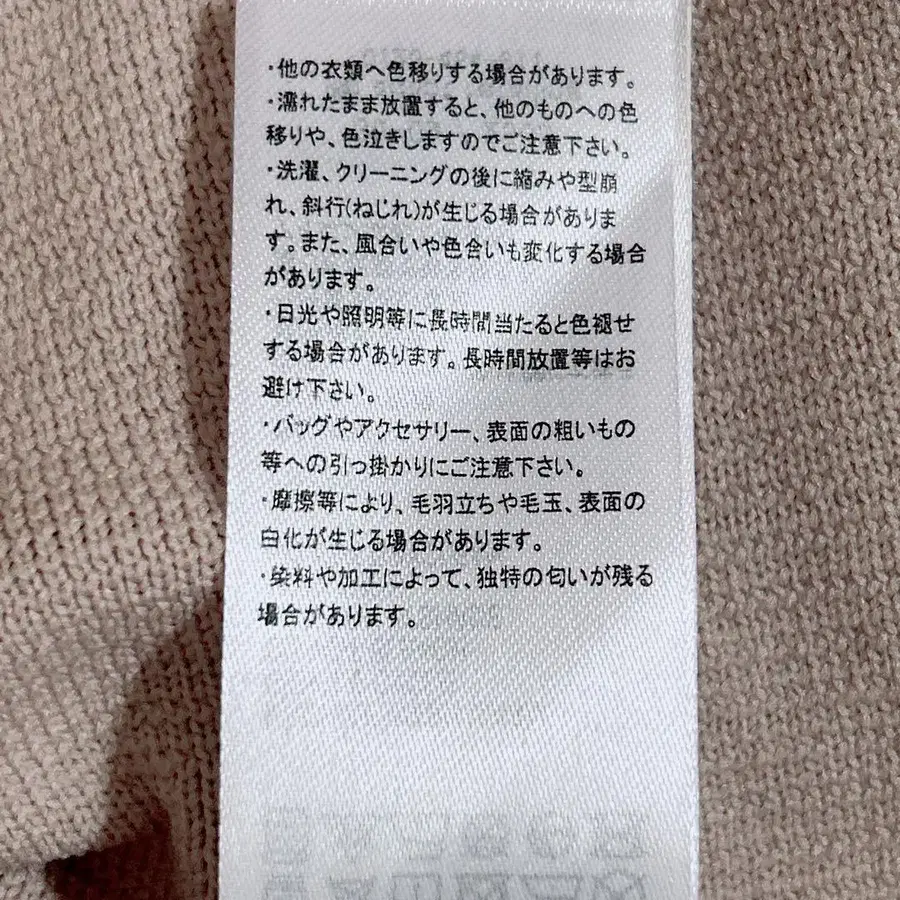 ・他の衣類へ色移りする場合があります。
・濡れたまま放置すると、他のものへの色
移りや、色泣きしますのでご注意下さい。
・洗濯、クリーニングの後に縮みや型崩
れ、斜行(ねじれ)が生じる場合がありま
す。また、風合いや色合いも変化する場合
があります。
・日光や照明等に長時間当たると色褪せ
する場合があります。長時間放置等はお
避け下さい。
・バッグやアクセサリー、表面の粗いもの
等への引っ掛かりにご注意下さい。
・摩擦等により、毛羽立ちや毛玉、表面の
白化が生じる場合があります。
・染料や加工によって、独特の匂いが残る
場合があります。